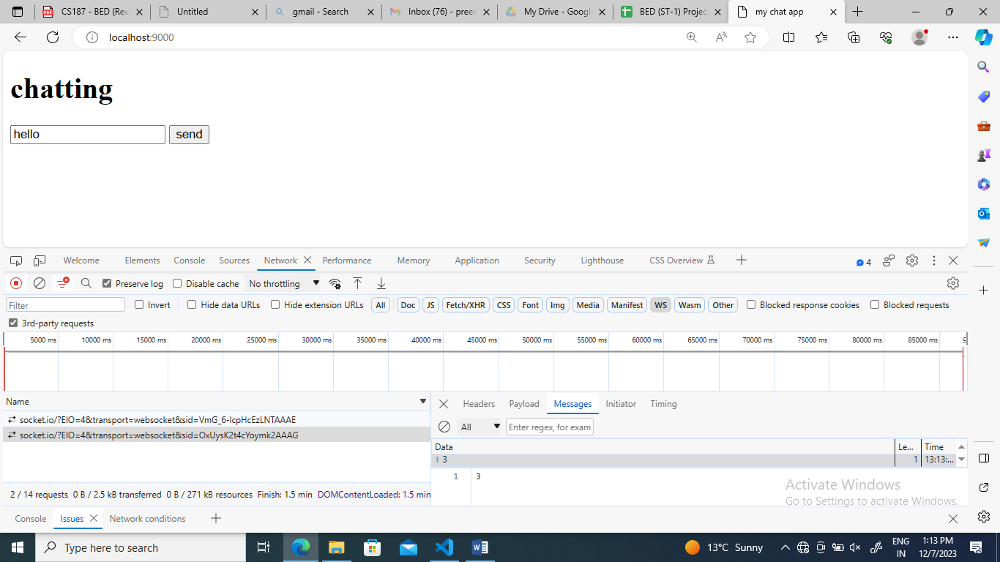 CS187 - BED (Rev
Untitled
gmail - Search
Inbox (76) - preer
My Drive - Google
BED (ST-1) Project
my chat app
localhost:9000
chatting
hello
send
Welcome
Elements
Console
Sources
Network
Performance
Memory
Application
Security
Lighthouse
CSS Overview
4
Preserve log
Disable cache
No throttling
Filter
Invert
Hide data URLs
Hide extension URLs
All
Doc
JS
Fetch/XHR
CSS
Font
Img
Media
Manifest
WS
Wasm
Other
Blocked response cookies
Blocked requests
3rd-party requests
5000 ms
10000 ms
15000 ms
20000 ms
25000 ms
30000 ms
35000 ms
40000 ms
45000 ms
50000 ms
55000 ms
60000 ms
65000 ms
70000 ms
75000 ms
80000 ms
85000 ms
Name
socket.io/?EIO=4&transport=websocket&sid=VmG_6-IcpHcEzLNTAAAE
socket.io/?EIO=4&transport=websocket&sid=OxUysK2t4cYoymk2AAAG
Headers
Payload
Messages
Initiator
Timing
All
Enter regex, for exam
Data
Le...
Time
3
1
13:13:...
1
3
2 / 14 requests
0 B / 2.5 kB transferred
0 B / 271 kB resources
Finish: 1.5 min
DOMContentLoaded: 1.5 min
Activate Windows
Go to Settings to activate Windows.
Console
Issues
Network conditions
Type here to search
13°C Sunny
ENG
IN
1:13 PM
12/7/2023